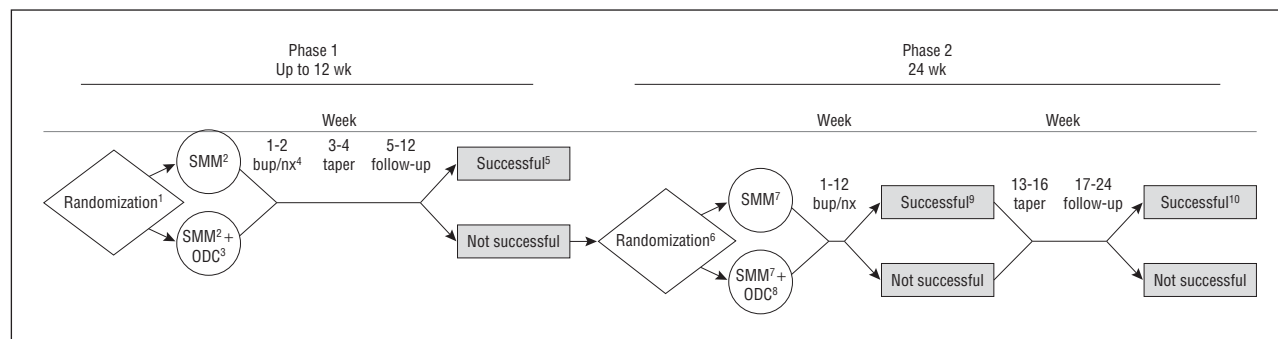 Phase 1
Up to 12 wk
Phase 2
24 wk
Week
Week
Week
Randomization¹
SMM²
SMM² +
ODC³
1-2
bup/nx⁴
3-4
taper
5-12
follow-up
Successful⁵
Not successful
Randomization⁶
SMM⁷
SMM⁷ +
ODC⁸
1-12
bup/nx
Successful⁹
Not successful
13-16
taper
17-24
follow-up
Successful¹⁰
Not successful